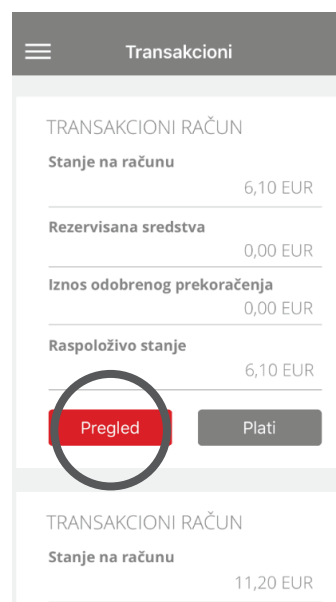 Transakcioni
TRANSAKCIONI RAČUN
Stanje na računu
6,10 EUR
Rezervisana sredstva
0,00 EUR
Iznos odobrenog prekoračenja
0,00 EUR
Raspoloživo stanje
6,10 EUR
Pregled Plati
TRANSAKCIONI RAČUN
Stanje na računu
11,20 EUR